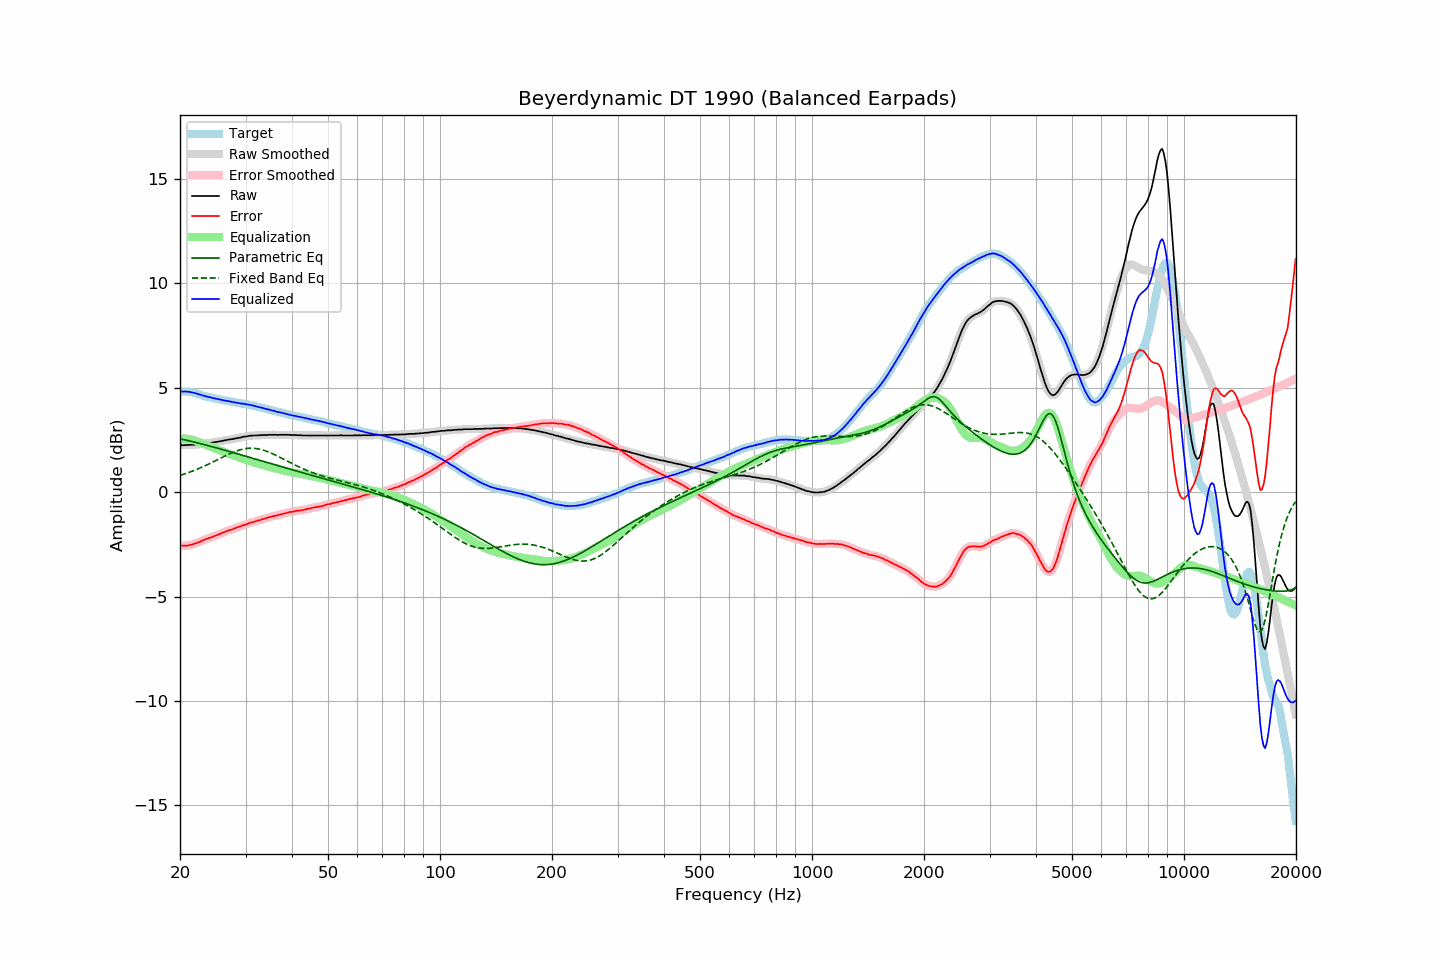 Beyerdynamic DT 1990 (Balanced Earpads)
Target
Raw Smoothed
Error Smoothed
Raw
Error
Equalization
Parametric Eq
Fixed Band Eq
Equalized
Amplitude (dBr)
15
10
5
0
−5
−10
−15
20 50 100 200 500 1000 2000 5000 10000 20000
Frequency (Hz)